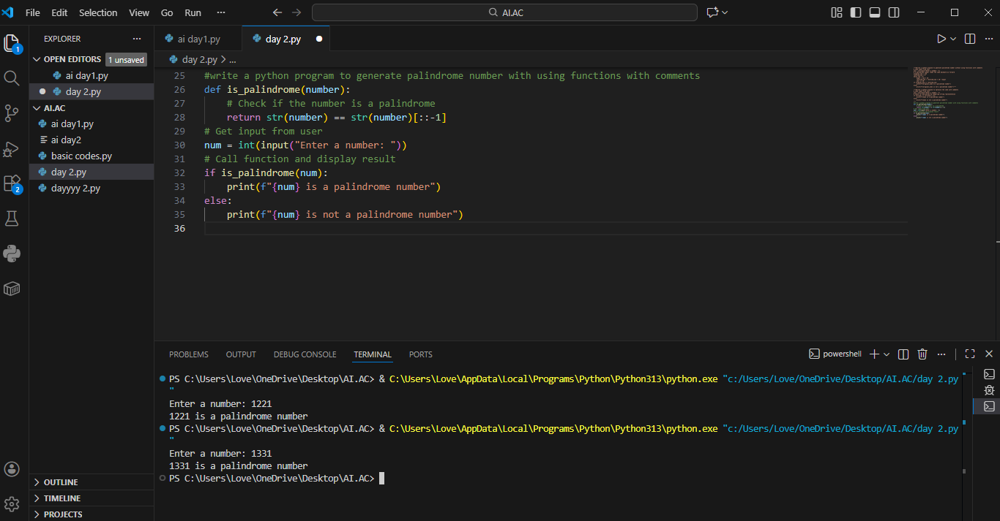 File Edit Selection View Go Run ··· AI.AC
EXPLORER ···
OPEN EDITORS 1 unsaved
ai day1.py
day 2.py
AI.AC
ai day1.py
ai day2
basic codes.py
day 2.py
dayyyy 2.py
OUTLINE
TIMELINE
PROJECTS
1
2
ai day1.py day 2.py
day 2.py > ...
25 #write a python program to generate palindrome number with using functions with comments
26 def is_palindrome(number):
27     # Check if the number is a palindrome
28     return str(number) == str(number)[::-1]
29 # Get input from user
30 num = int(input("Enter a number: "))
31 # Call function and display result
32 if is_palindrome(num):
33     print(f"{num} is a palindrome number")
34 else:
35     print(f"{num} is not a palindrome number")
36
PROBLEMS OUTPUT DEBUG CONSOLE TERMINAL PORTS powershell
PS C:\Users\Love\OneDrive\Desktop\AI.AC> & C:\Users\Love\AppData\Local\Programs\Python\Python313\python.exe "c:/Users/Love/OneDrive/Desktop/AI.AC/day 2.py
"
Enter a number: 1221
1221 is a palindrome number
PS C:\Users\Love\OneDrive\Desktop\AI.AC> & C:\Users\Love\AppData\Local\Programs\Python\Python313\python.exe "c:/Users/Love/OneDrive/Desktop/AI.AC/day 2.py
"
Enter a number: 1331
1331 is a palindrome number
PS C:\Users\Love\OneDrive\Desktop\AI.AC>